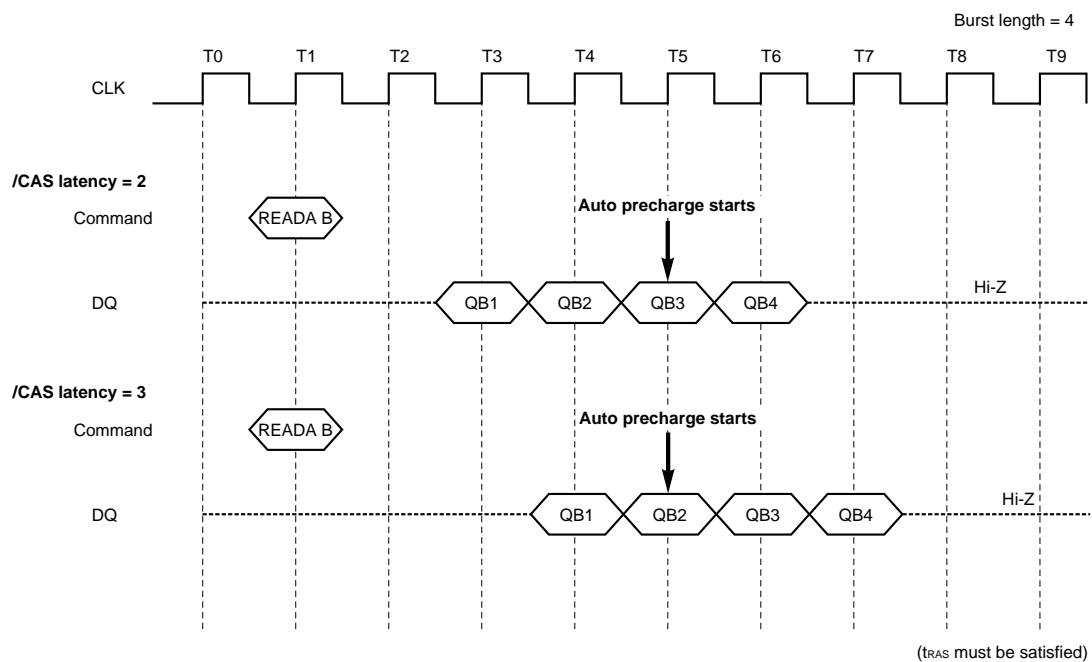 Burst length = 4
T0 T1 T2 T3 T4 T5 T6 T7 T8 T9
CLK
/CAS latency = 2
Command READA B
Auto precharge starts
DQ QB1 QB2 QB3 QB4 Hi-Z
/CAS latency = 3
Command READA B
Auto precharge starts
DQ QB1 QB2 QB3 QB4 Hi-Z
(tRAS must be satisfied)